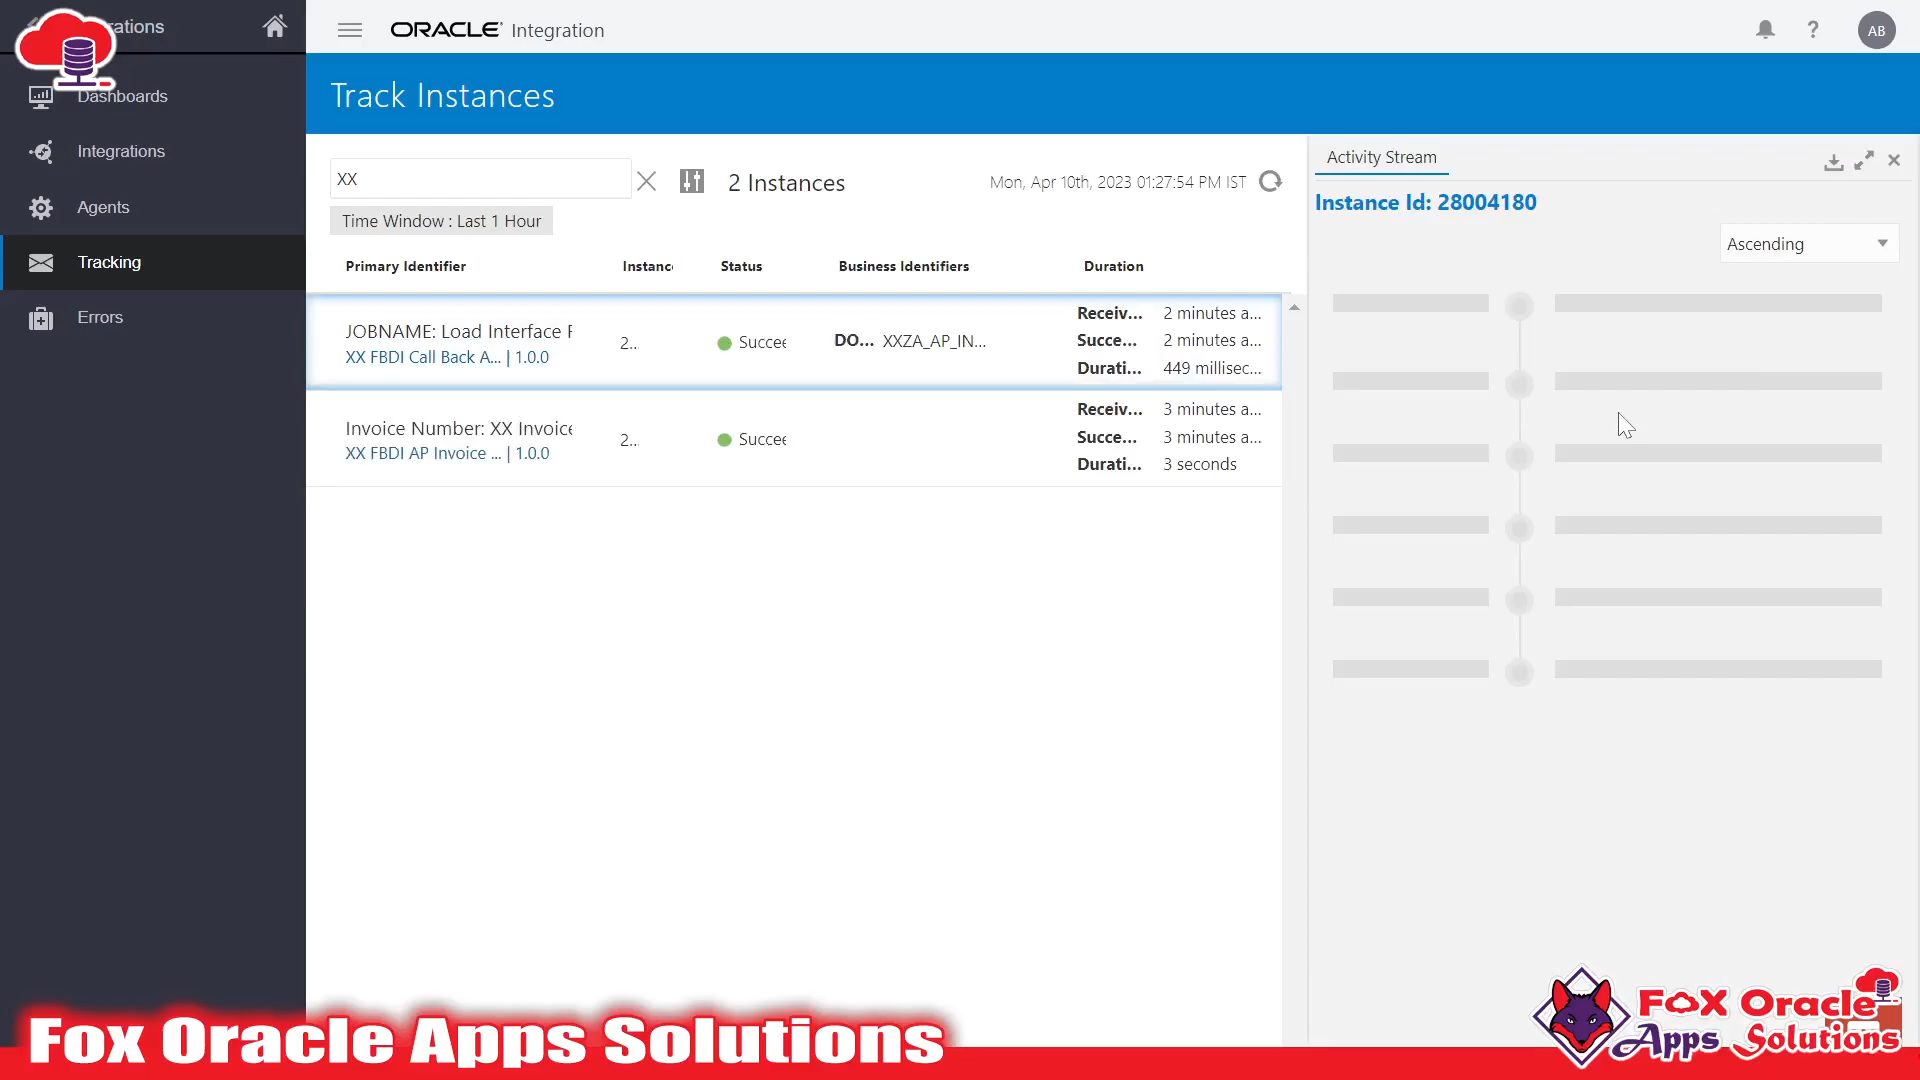 ORACLE Integration
AB
Dashboards
Integrations
Agents
Tracking
Errors
Track Instances
XX
2 Instances
Mon, Apr 10th, 2023 01:27:54 PM IST
Time Window : Last 1 Hour
Primary Identifier
Instanc
Status
Business Identifiers
Duration
JOBNAME: Load Interface F
XX FBDI Call Back A... | 1.0.0
2..
Succee
DO... XXZA_AP_IN...
Receiv... 2 minutes a...
Succe... 2 minutes a...
Durati... 449 millisec...
Invoice Number: XX Invoice
XX FBDI AP Invoice ... | 1.0.0
2..
Succee
Receiv... 3 minutes a...
Succe... 3 minutes a...
Durati... 3 seconds
Activity Stream
Instance Id: 28004180
Ascending
Fox Oracle Apps Solutions
Fox Oracle
Apps Solutions